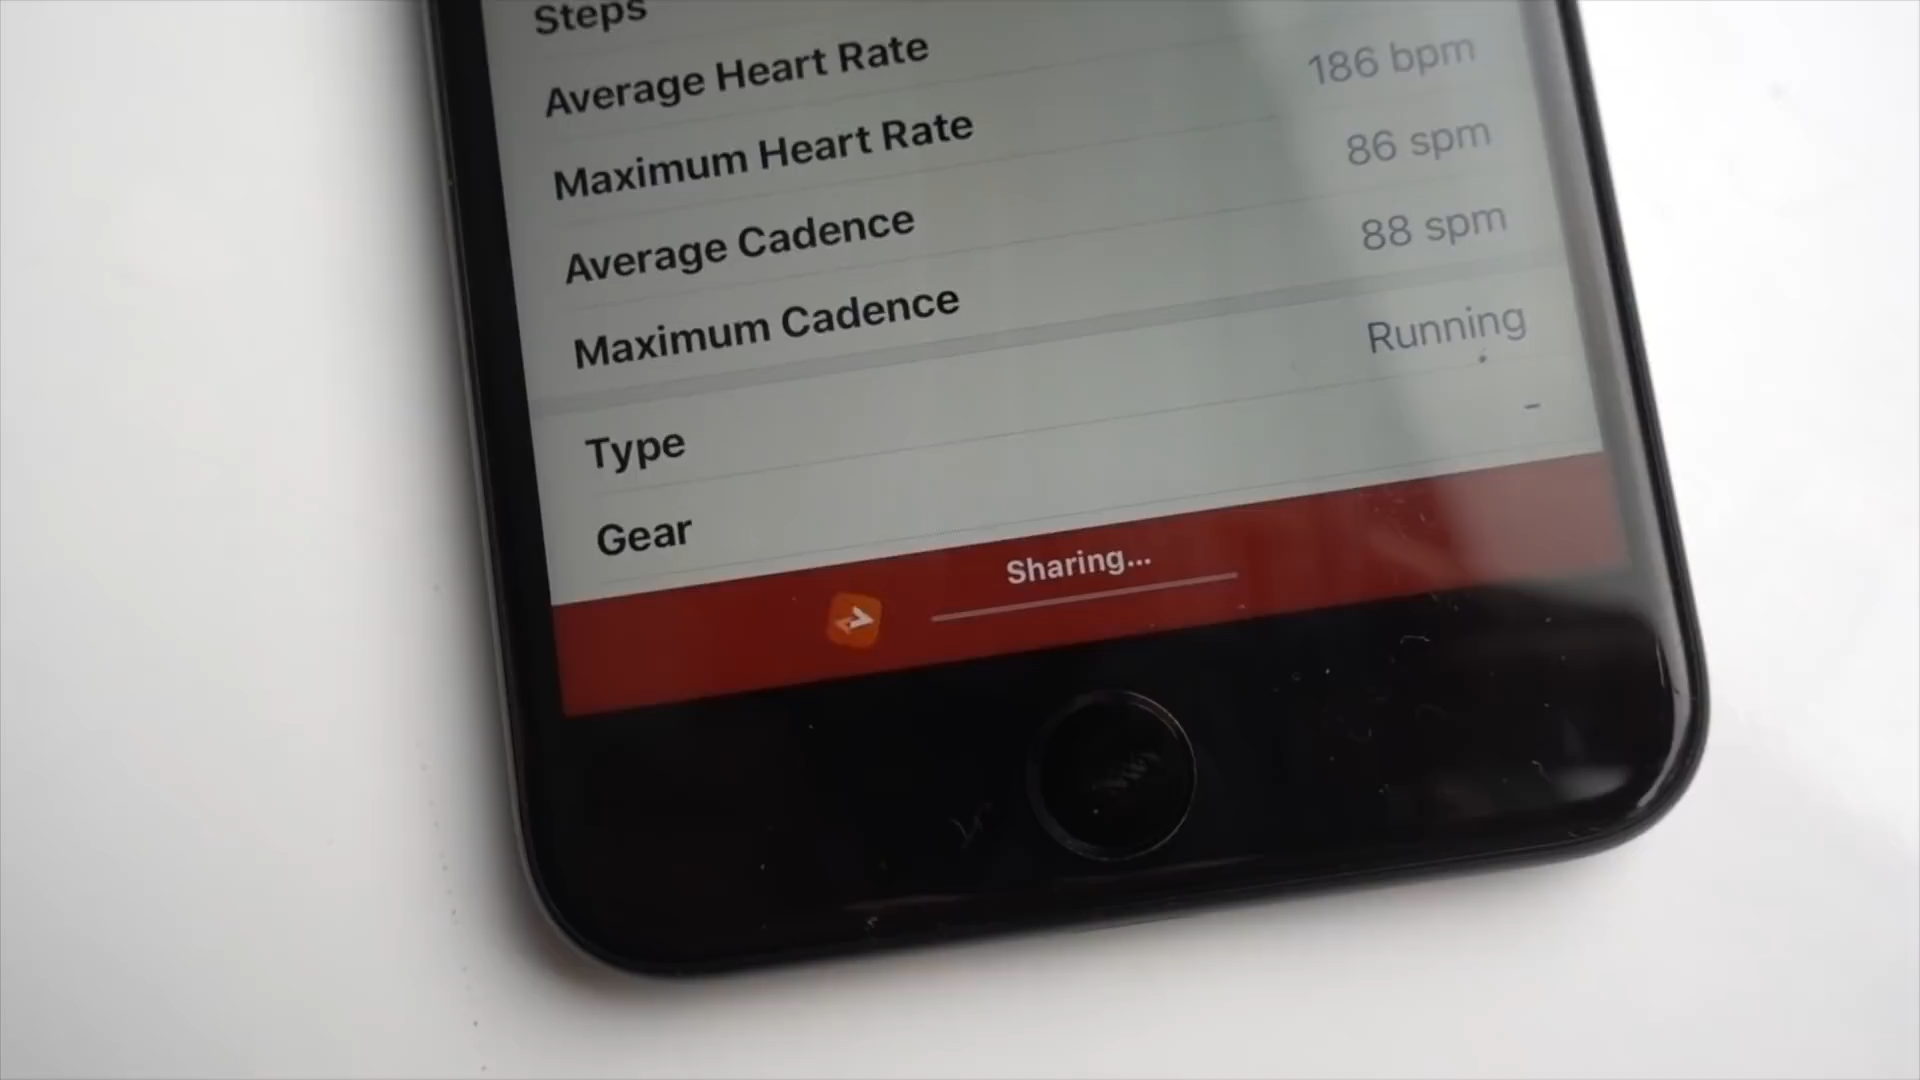 Steps
Average Heart Rate
Maximum Heart Rate 186 bpm
Average Cadence 86 spm
Maximum Cadence 88 spm
Type Running
Gear -
Sharing...